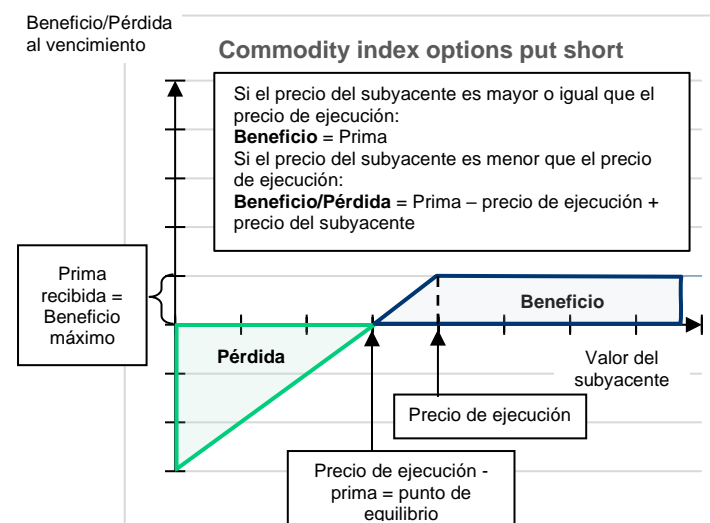 Beneficio/Pérdida
al vencimiento
Commodity index options put short
Si el precio del subyacente es mayor o igual que el
precio de ejecución:
Beneficio = Prima
Si el precio del subyacente es menor que el precio
de ejecución:
Beneficio/Pérdida = Prima – precio de ejecución +
precio del subyacente
Prima
recibida =
Beneficio
máximo
Beneficio
Pérdida
Valor del
subyacente
Precio de ejecución
Precio de ejecución -
prima = punto de
equilibrio